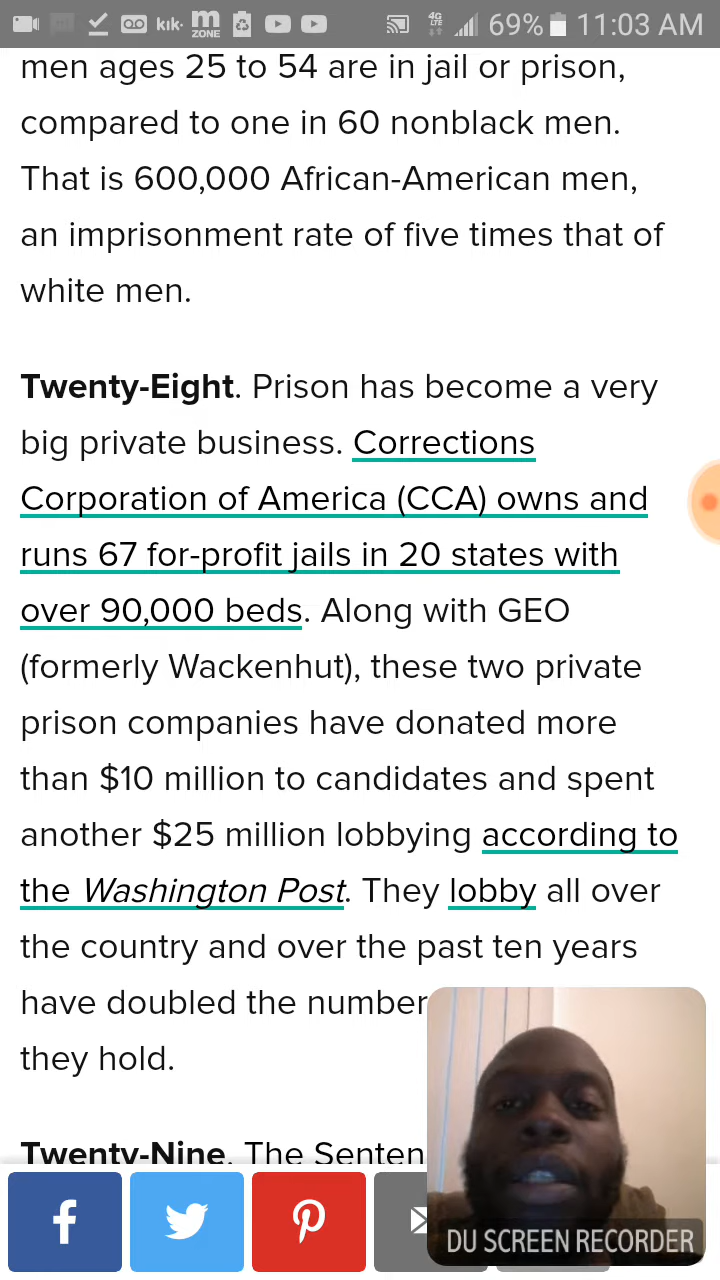 kik.
m
ZONE
4G
LTE
69%
11:03 AM
men ages 25 to 54 are in jail or prison,
compared to one in 60 nonblack men.
That is 600,000 African-American men,
an imprisonment rate of five times that of
white men.
Twenty-Eight. Prison has become a very
big private business. Corrections
Corporation of America (CCA) owns and
runs 67 for-profit jails in 20 states with
over 90,000 beds. Along with GEO
(formerly Wackenhut), these two private
prison companies have donated more
than $10 million to candidates and spent
another $25 million lobbying according to
the Washington Post. They lobby all over
the country and over the past ten years
have doubled the number
they hold.
Twenty-Nine. The Senten
DU SCREEN RECORDER